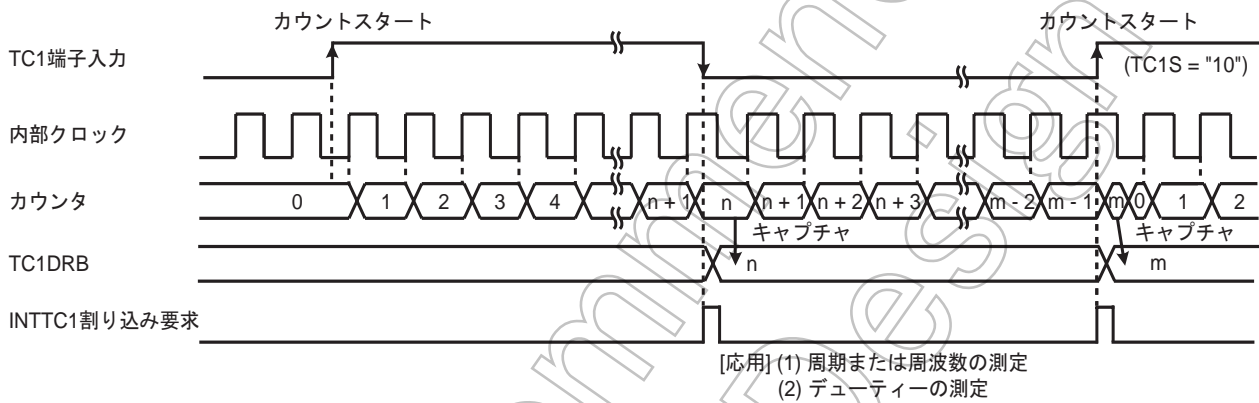 カウントスタート カウントスタート
TC1端子入力 (TC1S = "10")
内部クロック
カウンタ 0 1 2 3 4 n + 1 n n + 1 n + 2 n + 3 m - 2 m - 1 m 0 1 2
キャプチャ キャプチャ
TC1DRB n m
INTTC1割り込み要求
[応用] (1) 周期または周波数の測定
(2) デューティーの測定